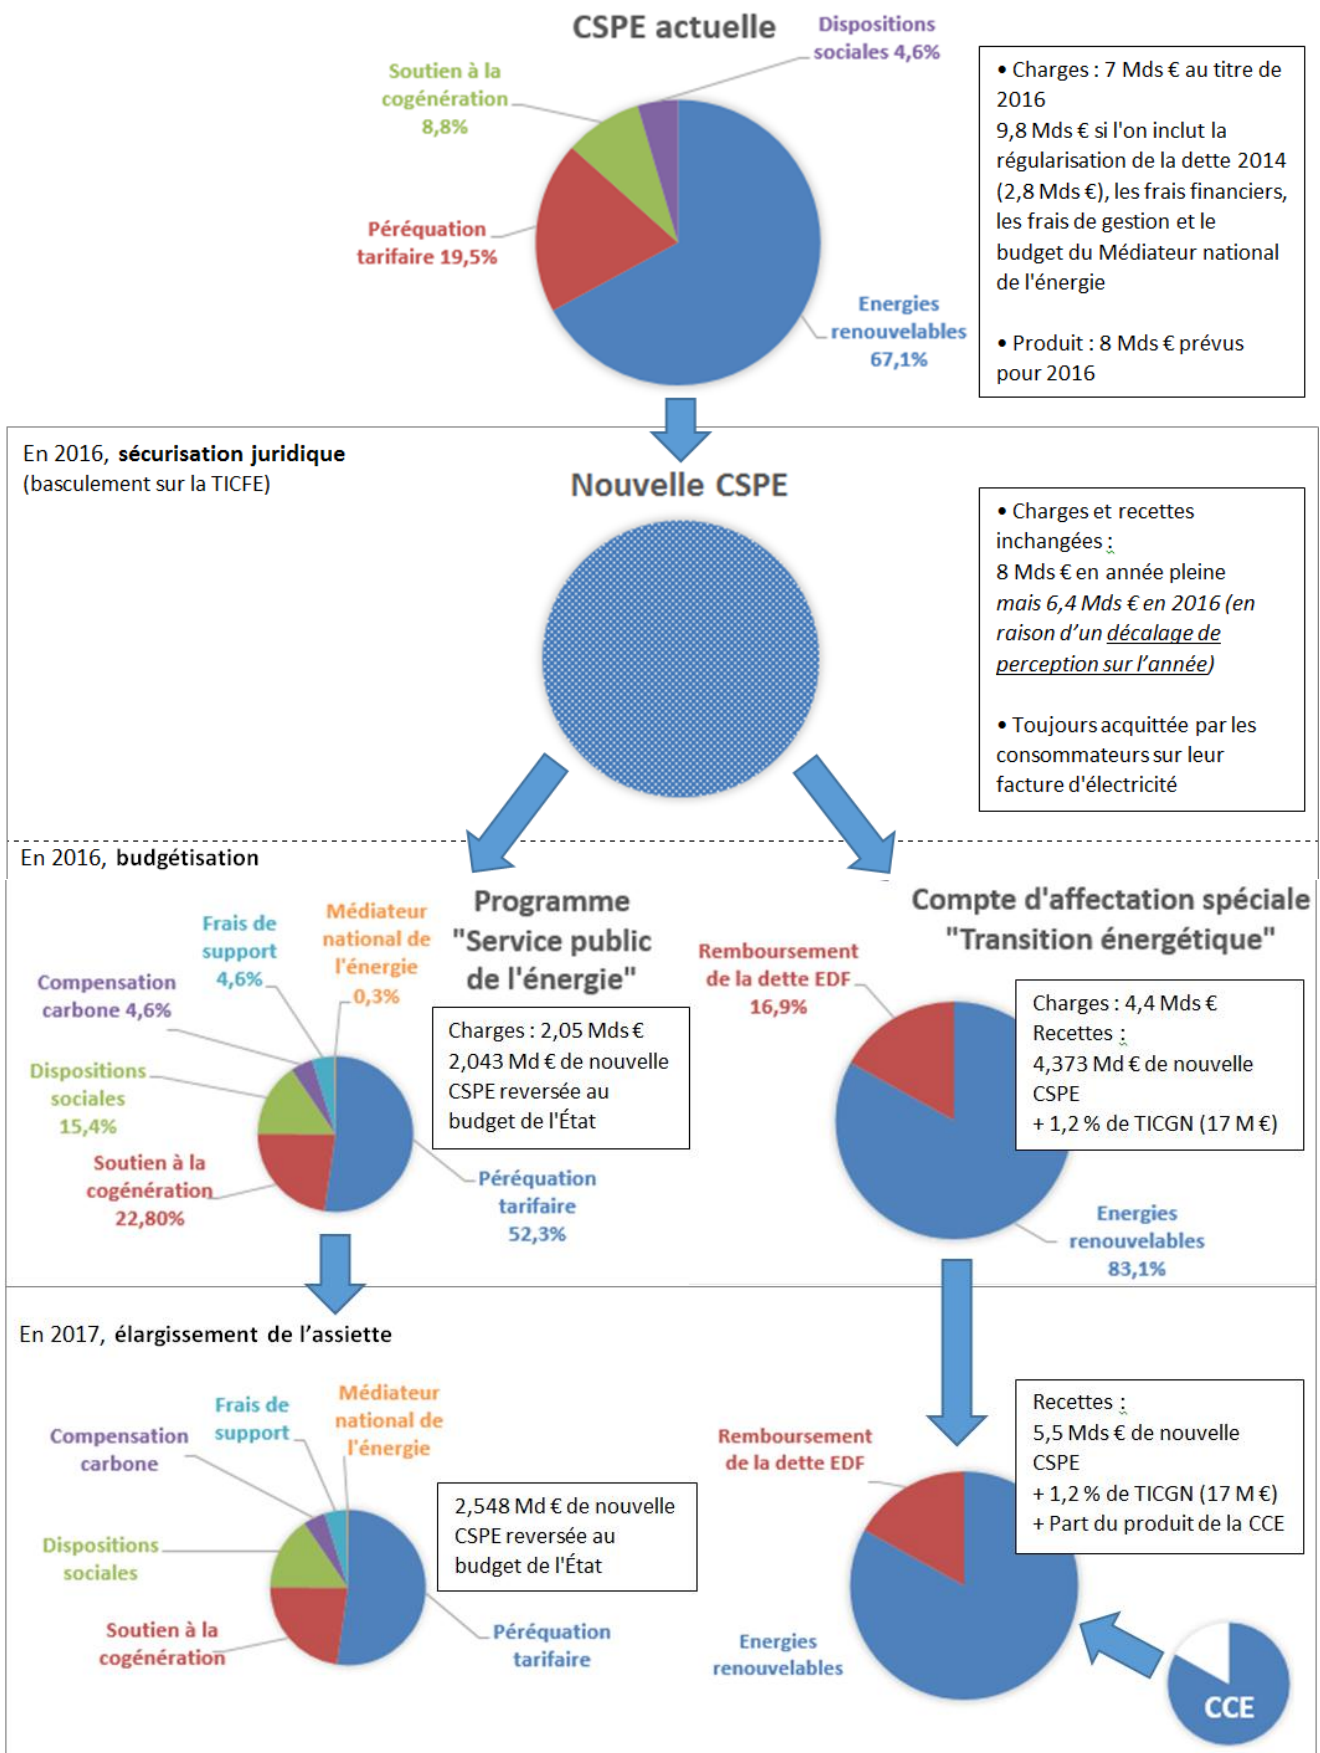 CSPE actuelle
Dispositions
sociales 4,6%
Soutien à la
cogénération
8,8%
Péréquation
tarifaire 19,5%
Energies
renouvelables
67,1%
• Charges : 7 Mds € au titre de
2016
9,8 Mds € si l'on inclut la
régularisation de la dette 2014
(2,8 Mds €), les frais financiers,
les frais de gestion et le
budget du Médiateur national
de l'énergie
• Produit : 8 Mds € prévus
pour 2016
En 2016, sécurisation juridique
(basculement sur la TICFE)
Nouvelle CSPE
• Charges et recettes
inchangées :
8 Mds € en année pleine
mais 6,4 Mds € en 2016 (en
raison d’un décalage de
perception sur l’année)
• Toujours acquittée par les
consommateurs sur leur
facture d'électricité
En 2016, budgétisation
Programme
"Service public
de l'énergie"
Frais de
support
4,6%
Médiateur
national de
l'énergie
0,3%
Compensation
carbone 4,6%
Dispositions
sociales
15,4%
Soutien à la
cogénération
22,80%
Péréquation
tarifaire
52,3%
Charges : 2,05 Mds €
2,043 Md € de nouvelle
CSPE reversée au
budget de l'État
Compte d'affectation spéciale
"Transition énergétique"
Remboursement
de la dette EDF
16,9%
Charges : 4,4 Mds €
Recettes :
4,373 Md € de nouvelle
CSPE
+ 1,2 % de TICGN (17 M €)
Energies
renouvelables
83,1%
En 2017, élargissement de l’assiette
Frais de
support
Médiateur
national de
l'énergie
Compensation
carbone
Dispositions
sociales
Soutien à la
cogénération
Péréquation
tarifaire
2,548 Md € de nouvelle
CSPE reversée au
budget de l'État
Remboursement
de la dette EDF
Recettes :
5,5 Mds € de nouvelle
CSPE
+ 1,2 % de TICGN (17 M €)
+ Part du produit de la CCE
Energies
renouvelables
CCE